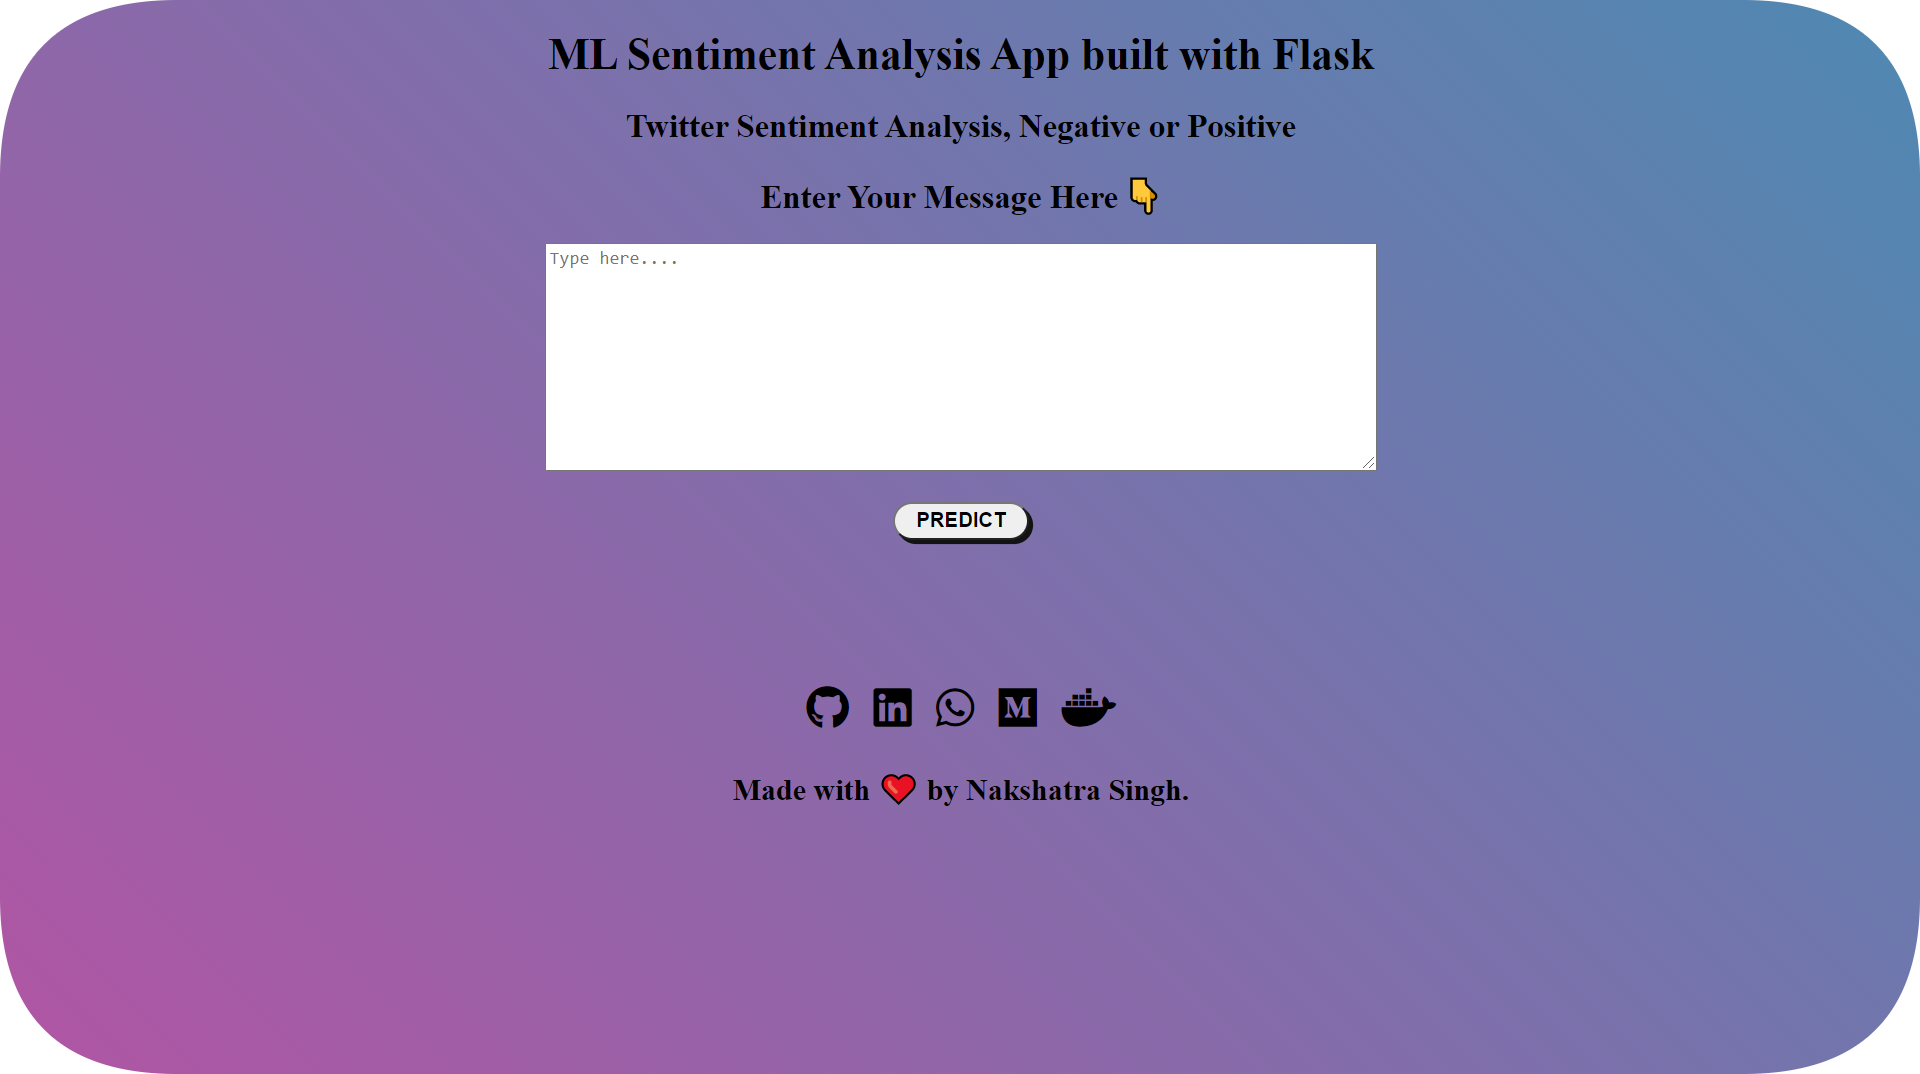 ML Sentiment Analysis App built with Flask
Twitter Sentiment Analysis, Negative or Positive
Enter Your Message Here 👇
Type here....
PREDICT
in M
Made with ❤️ by Nakshatra Singh.